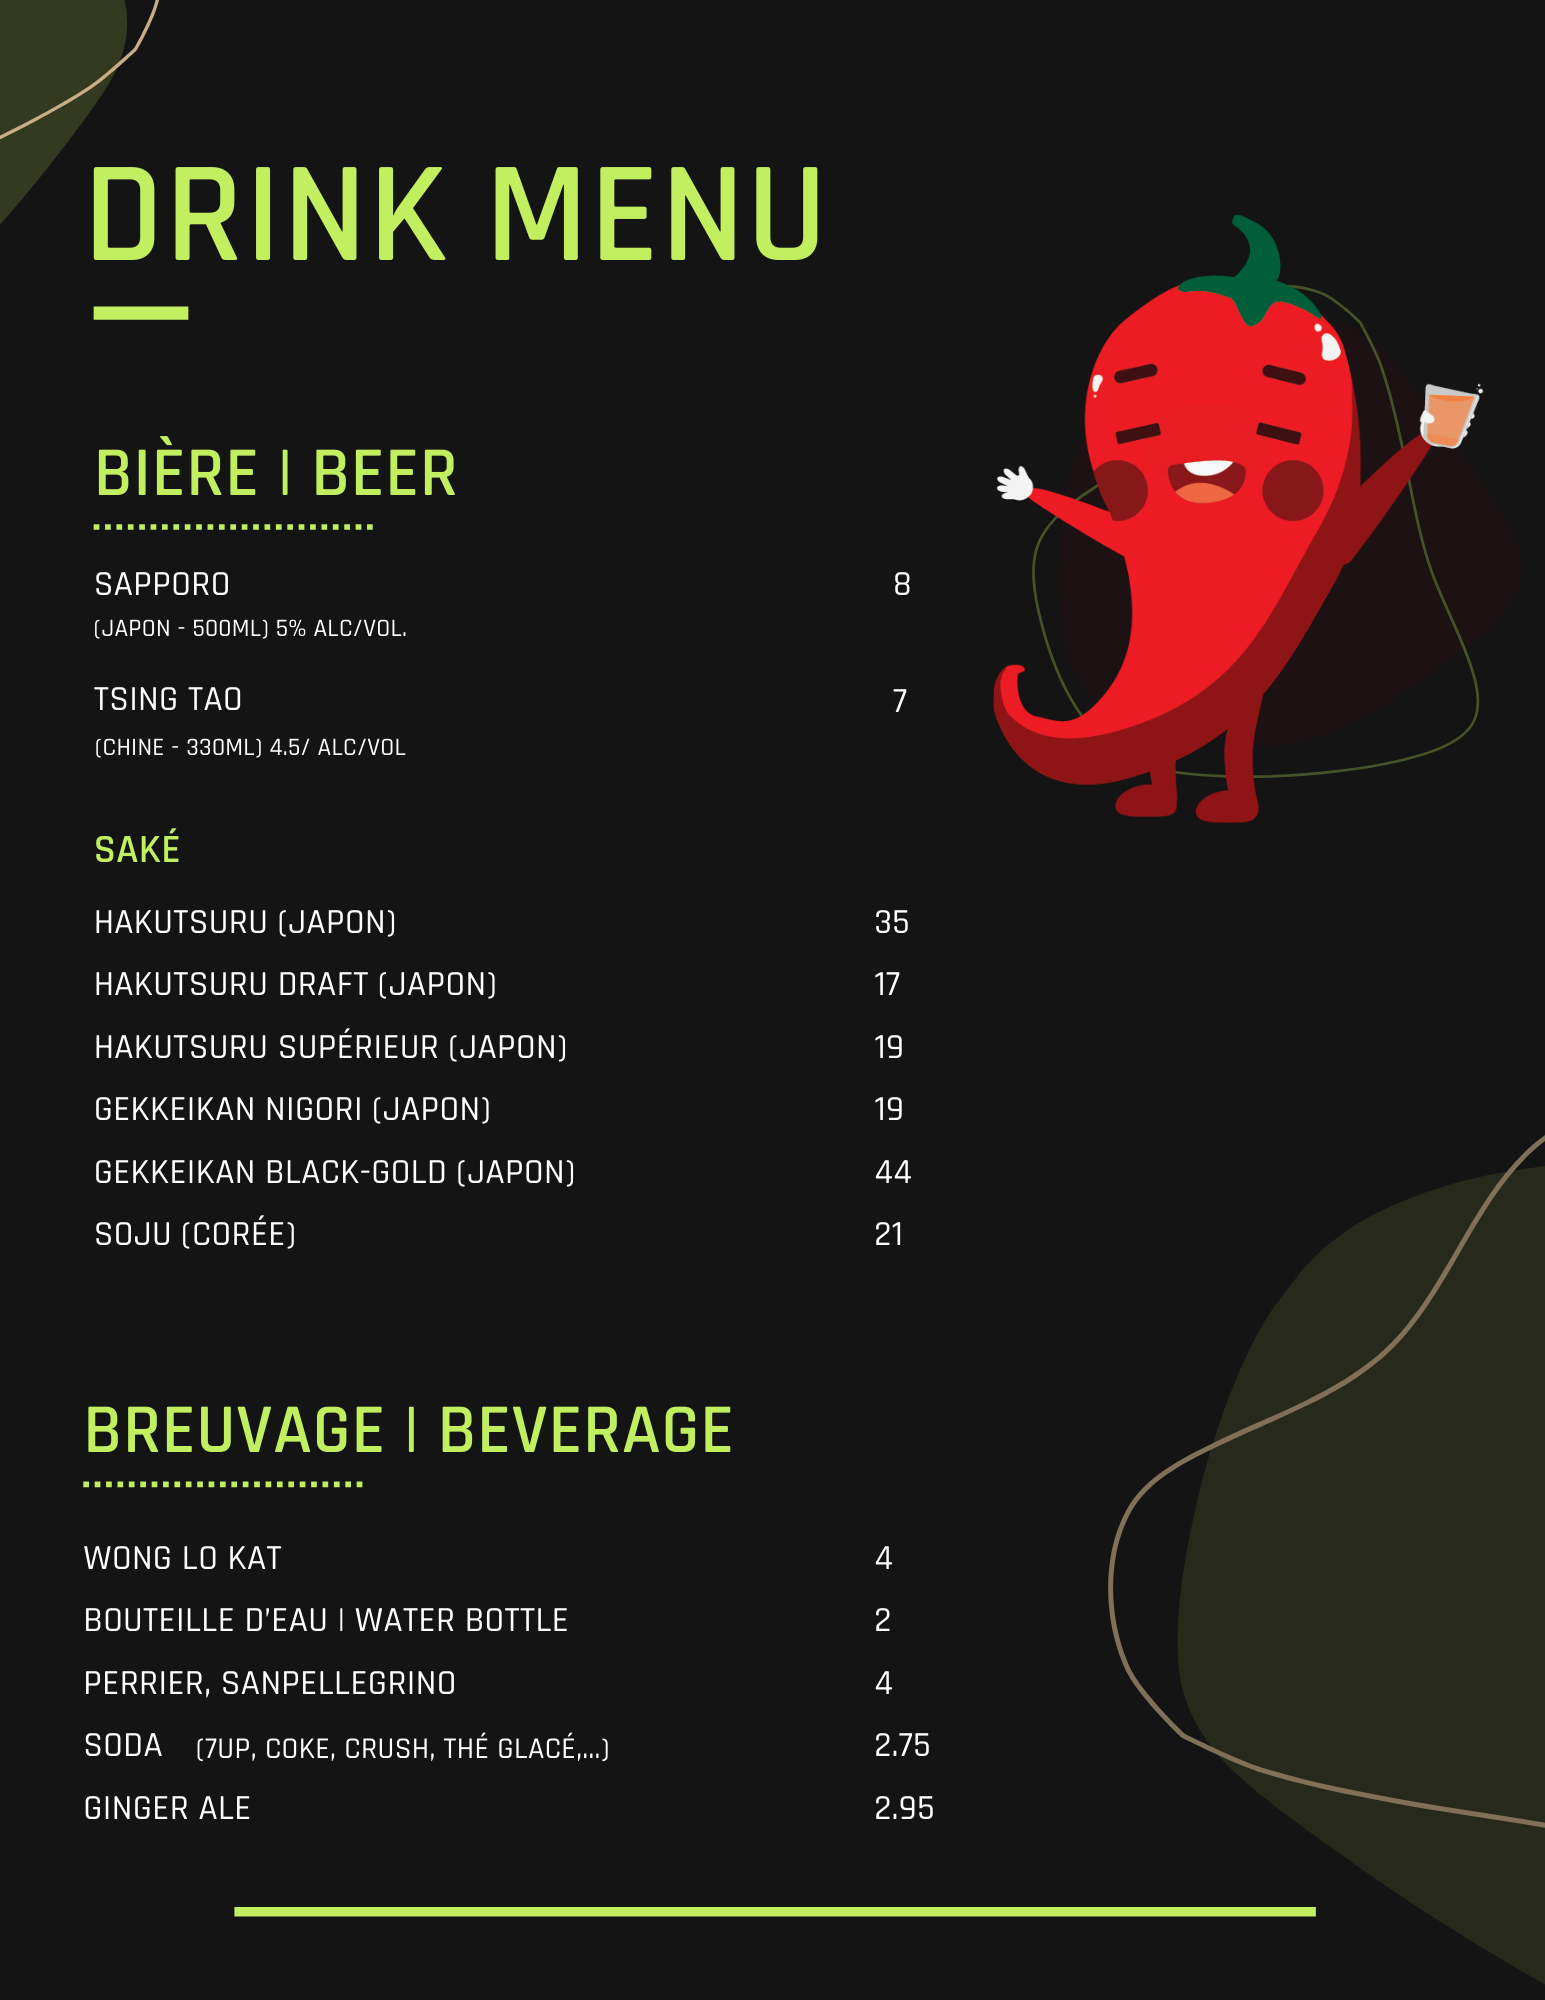 DRINK MENU
BIÈRE | BEER
SAPPORO 8
(JAPON - 500ML) 5% ALC/VOL.
TSING TAO 7
(CHINE - 330ML) 4.5/ ALC/VOL
SAKÉ
HAKUTSURU (JAPON) 35
HAKUTSURU DRAFT (JAPON) 17
HAKUTSURU SUPÉRIEUR (JAPON) 19
GEKKEIKAN NIGORI (JAPON) 19
GEKKEIKAN BLACK-GOLD (JAPON) 44
SOJU (CORÉE) 21
BREUVAGE | BEVERAGE
WONG LO KAT 4
BOUTEILLE D'EAU | WATER BOTTLE 2
PERRIER, SANPELLEGRINO 4
SODA (7UP, COKE, CRUSH, THÉ GLACÉ,...) 2.75
GINGER ALE 2.95